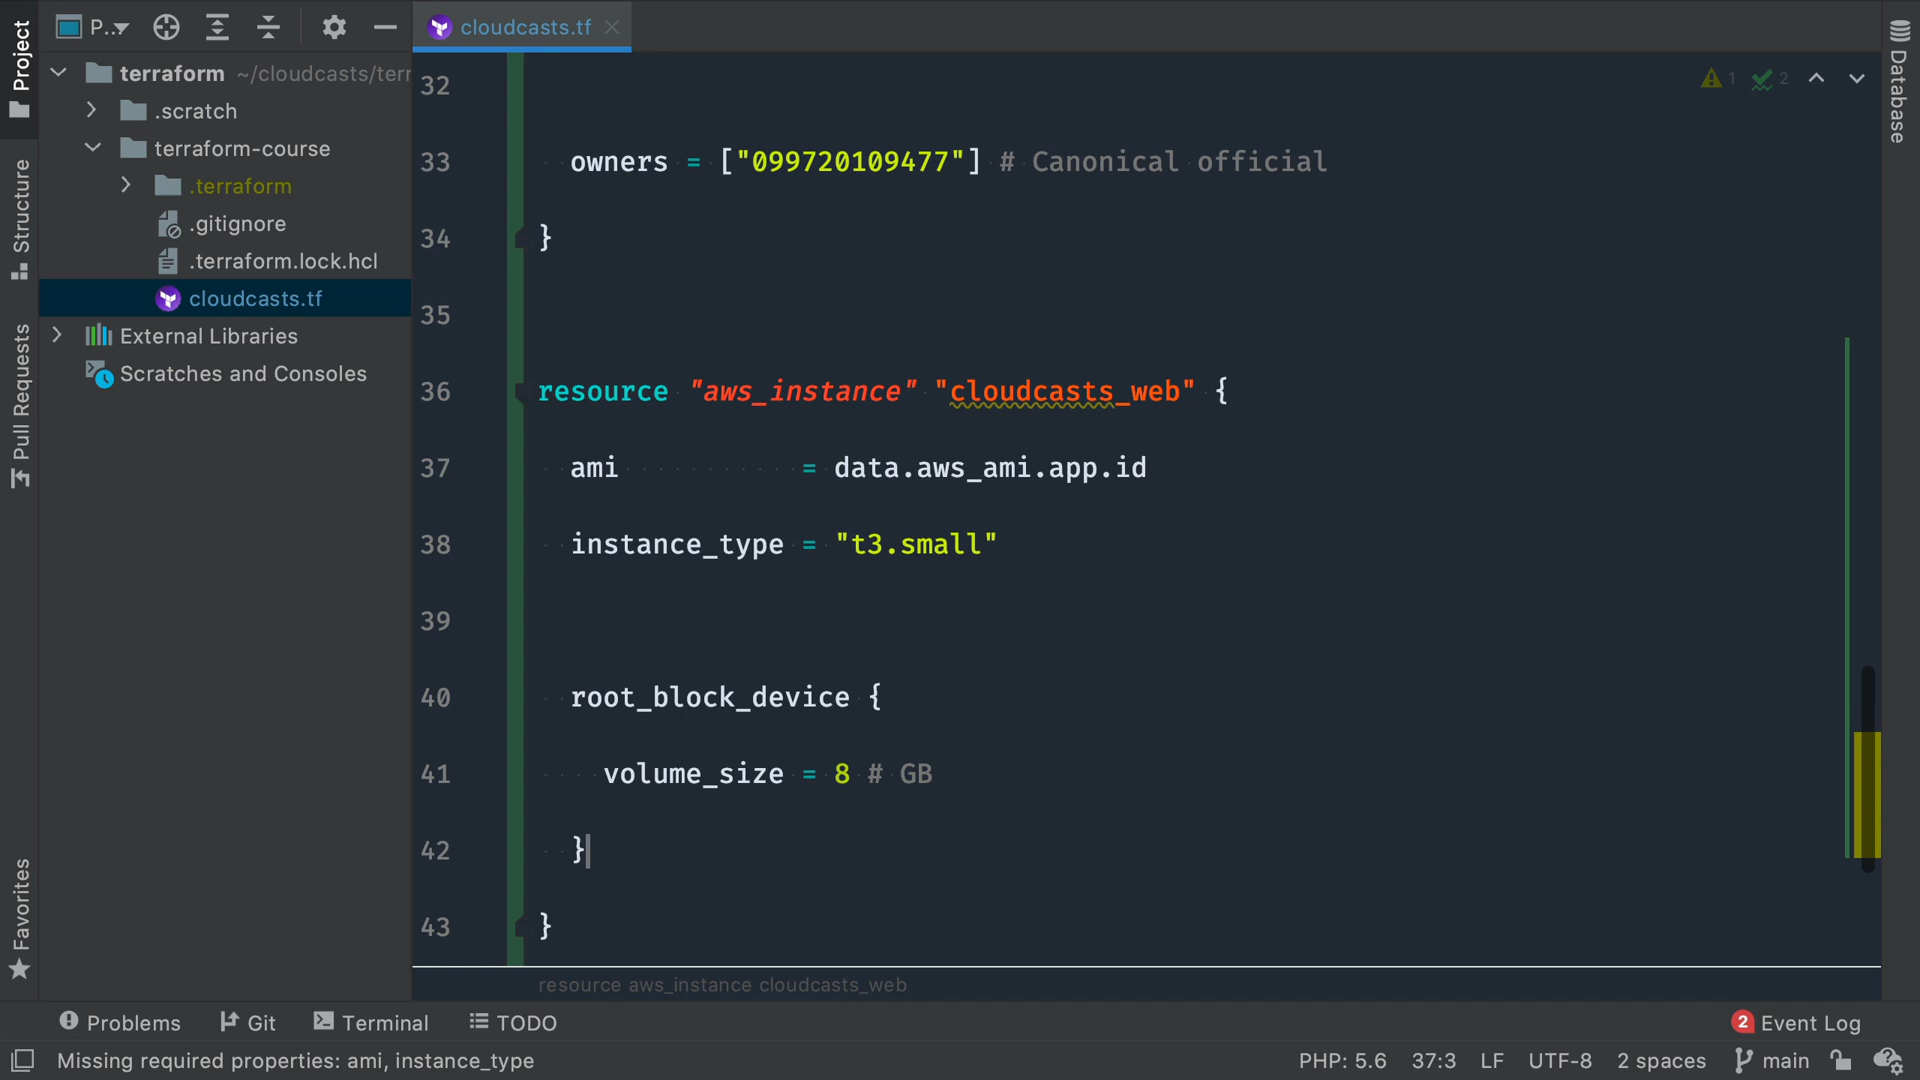 P..
cloudcasts.tf
Project
Structure
Pull Requests
Favorites
Database
terraform ~/cloudcasts/terr
.scratch
terraform-course
.terraform
.gitignore
.terraform.lock.hcl
cloudcasts.tf
External Libraries
Scratches and Consoles
1 2
32
33 owners = ["099720109477"] # Canonical official
34 }
35
36 resource "aws_instance" "cloudcasts_web" {
37 ami = data.aws_ami.app.id
38 instance_type = "t3.small"
39
40 root_block_device {
41 volume_size = 8 # GB
42 }
43 }
resource aws_instance cloudcasts_web
Problems Git Terminal TODO 2 Event Log
Missing required properties: ami, instance_type PHP: 5.6 37:3 LF UTF-8 2 spaces main